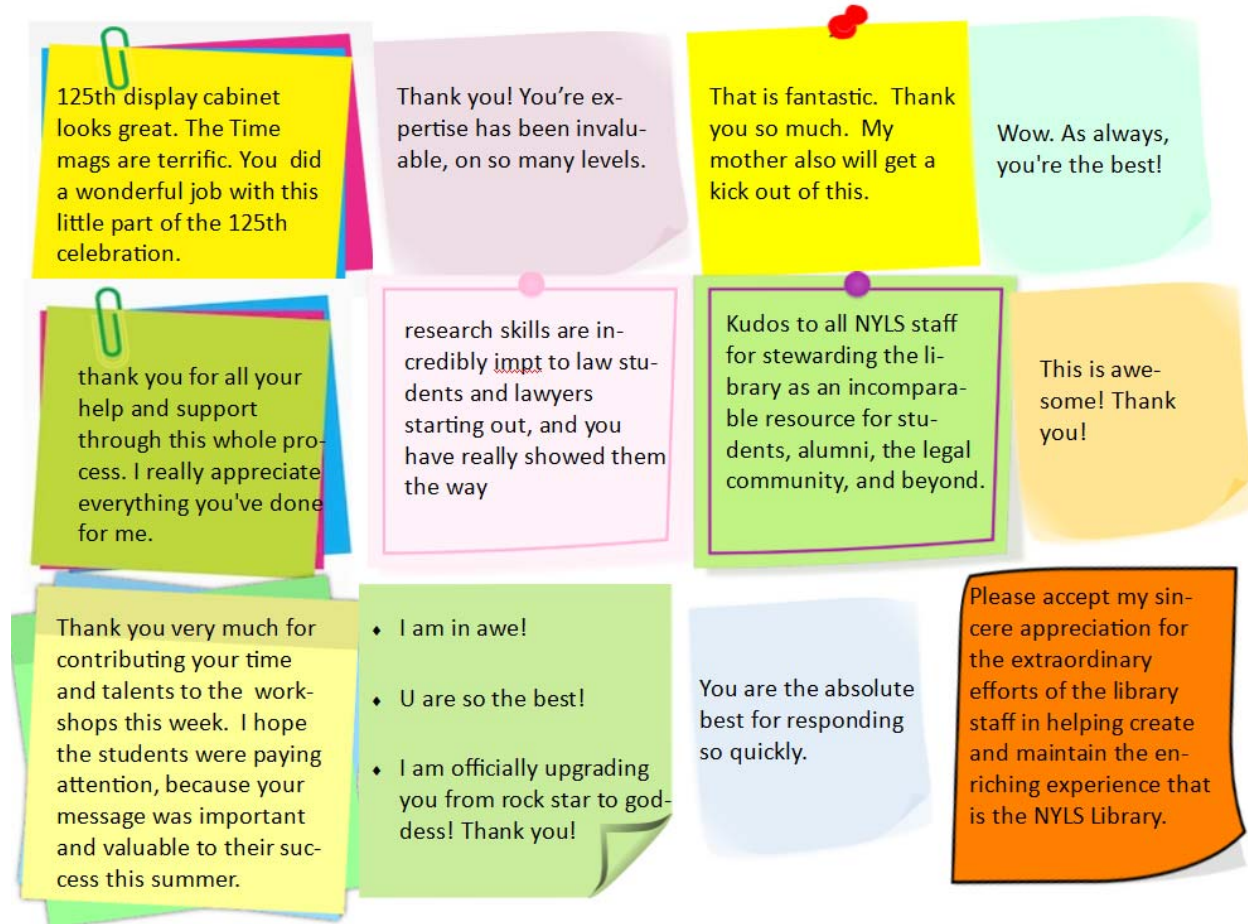 125th display cabinet
looks great. The Time
mags are terrific. You  did
a wonderful job with this
little part of the 125th
celebration.
Thank you! You’re ex-
pertise has been invalu-
able, on so many levels.
That is fantastic.  Thank
you so much.  My
mother also will get a
kick out of this.
Wow. As always,
you're the best!
thank you for all your
help and support
through this whole pro-
cess. I really appreciate
everything you've done
for me.
research skills are in-
credibly impt to law stu-
dents and lawyers
starting out, and you
have really showed them
the way
Kudos to all NYLS staff
for stewarding the li-
brary as an incompara-
ble resource for stu-
dents, alumni, the legal
community, and beyond.
This is awe-
some! Thank
you!
Thank you very much for
contributing your time
and talents to the  work-
shops this week.  I hope
the students were paying
attention, because your
message was important
and valuable to their suc-
cess this summer.
♦ I am in awe!
♦ U are so the best!
♦ I am officially upgrading
you from rock star to god-
dess! Thank you!
You are the absolute
best for responding
so quickly.
Please accept my sin-
cere appreciation for
the extraordinary
efforts of the library
staff in helping create
and maintain the en-
riching experience that
is the NYLS Library.